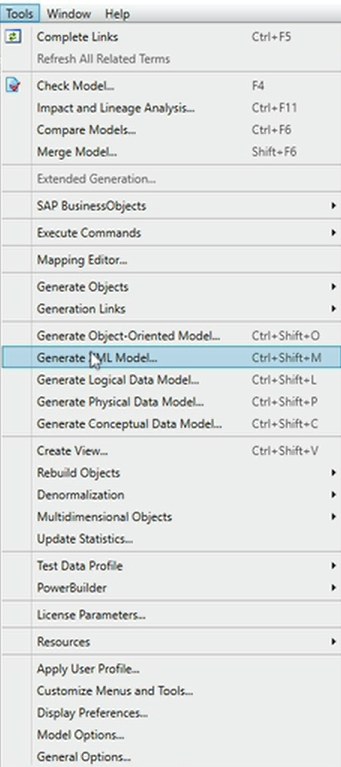 Tools Window Help
Complete Links Ctrl+F5
Refresh All Related Terms
Check Model... F4
Impact and Lineage Analysis... Ctrl+F11
Compare Models... Ctrl+F6
Merge Model... Shift+F6
Extended Generation...
SAP BusinessObjects
Execute Commands
Mapping Editor...
Generate Objects
Generation Links
Generate Object-Oriented Model... Ctrl+Shift+O
Generate ML Model... Ctrl+Shift+M
Generate Logical Data Model... Ctrl+Shift+L
Generate Physical Data Model... Ctrl+Shift+P
Generate Conceptual Data Model... Ctrl+Shift+C
Create View... Ctrl+Shift+V
Rebuild Objects
Denormalization
Multidimensional Objects
Update Statistics...
Test Data Profile
PowerBuilder
License Parameters...
Resources
Apply User Profile...
Customize Menus and Tools...
Display Preferences...
Model Options...
General Options...